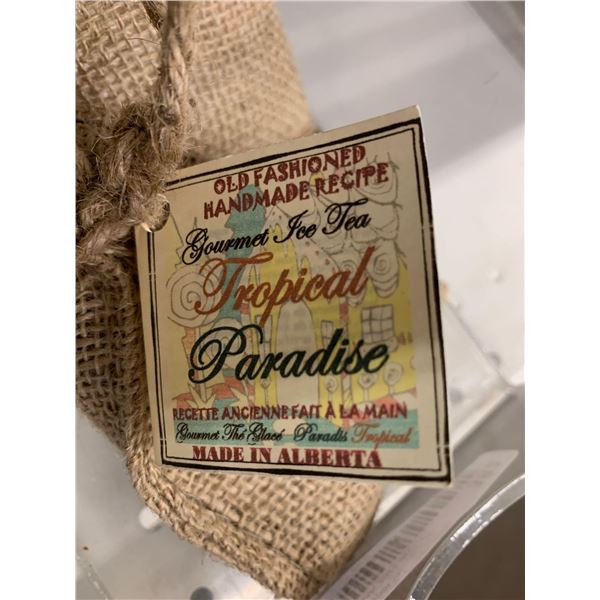 OLD FASHIONED
HANDMADE RECIPE
Gourmet Ice Tea
Tropical
Paradise
RECETTE ANCIENNE FAIT À LA MAIN
Gourmet Thé Glacé Paradis Tropical
MADE IN ALBERTA